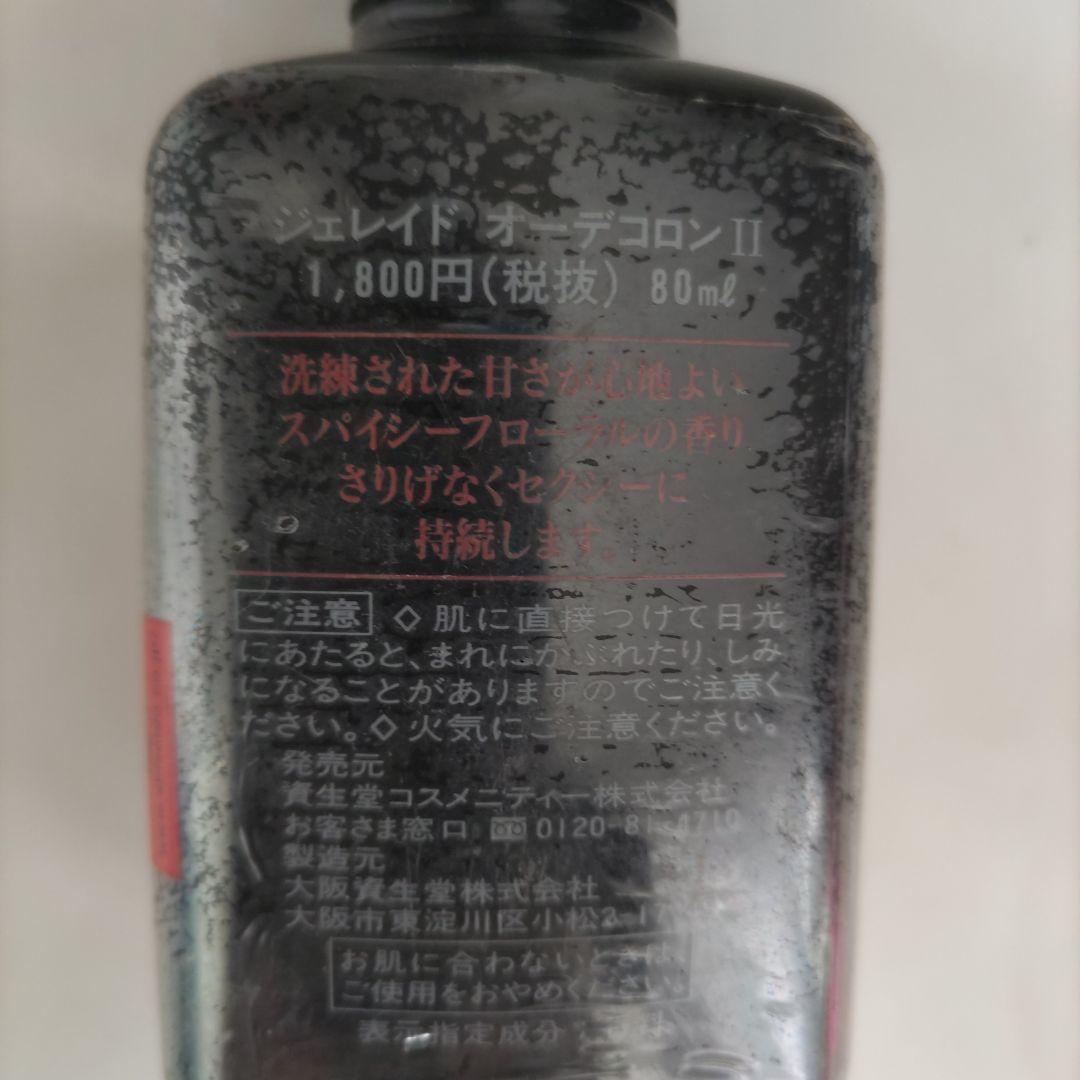 ジェレイド オーデコロンⅡ
1,800円(税抜) 80mℓ
洗練された甘さが心地よい
スパイシーフローラルの香り
さりげなくセクシーに
持続します。
ご注意 ◇肌に直接つけて日光
にあたると、まれにかぶれたり、しみ
になることがありますのでご注意く
ださい。◇火気にご注意ください。
発売元
資生堂コスメニティー株式会社
お客さま窓口 0120-81-4710
製造元
大阪資生堂株式会社
大阪市東淀川区小松2-17
お肌に合わないときは、
ご使用をおやめください。
表示指定成分